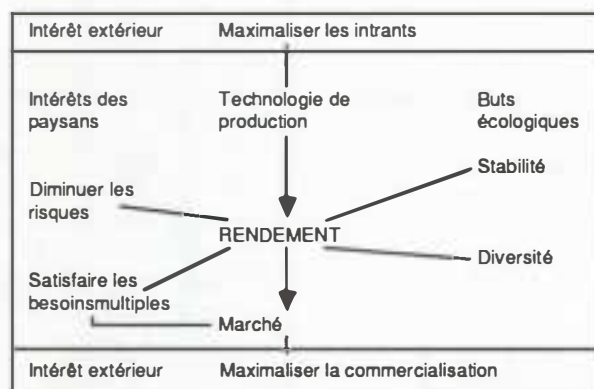 Intérêt extérieur Maximaliser les intrants
Intérêts des paysans
Technologie de production
Buts écologiques
Stabilité
Diminuer les risques
RENDEMENT
Diversité
Satisfaire les besoinsmultiples
Marché
Intérêt extérieur Maximaliser la commercialisation